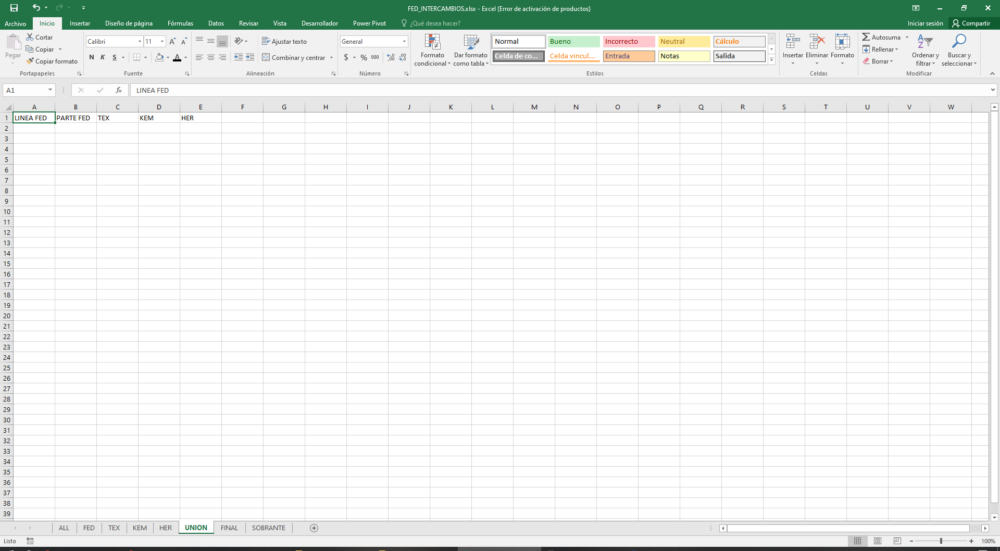 FED_INTERCAMBIOS.xlsx - Excel (Error de activación de productos)
Archivo Inicio Insertar Diseño de página Fórmulas Datos Revisar Vista Desarrollador Power Pivot ¿Qué desea hacer? Iniciar sesión Compartir
Pegar
Cortar
Copiar
Copiar formato
Portapapeles
Calibri 11
N K S A
Fuente
Ajustar texto
Combinar y centrar
Alineación
General
$ % 000
Número
Formato condicional
Dar formato como tabla
Normal Bueno Incorrecto Neutral Cálculo
Celda de co... Celda vincul... Entrada Notas Salida
Estilos
Insertar Eliminar Formato
Celdas
Autosuma
Rellenar
Borrar
Ordenar y filtrar
Buscar y seleccionar
Modificar
A1 fx LINEA FED
A B C D E F G H I J K L M N O P Q R S T U V W
1 LINEA FED PARTE FED TEX KEM HER
2
3
4
5
6
7
8
9
10
11
12
13
14
15
16
17
18
19
20
21
22
23
24
25
26
27
28
29
30
31
32
33
34
35
36
37
38
39
ALL FED TEX KEM HER UNION FINAL SOBRANTE
Listo 100%